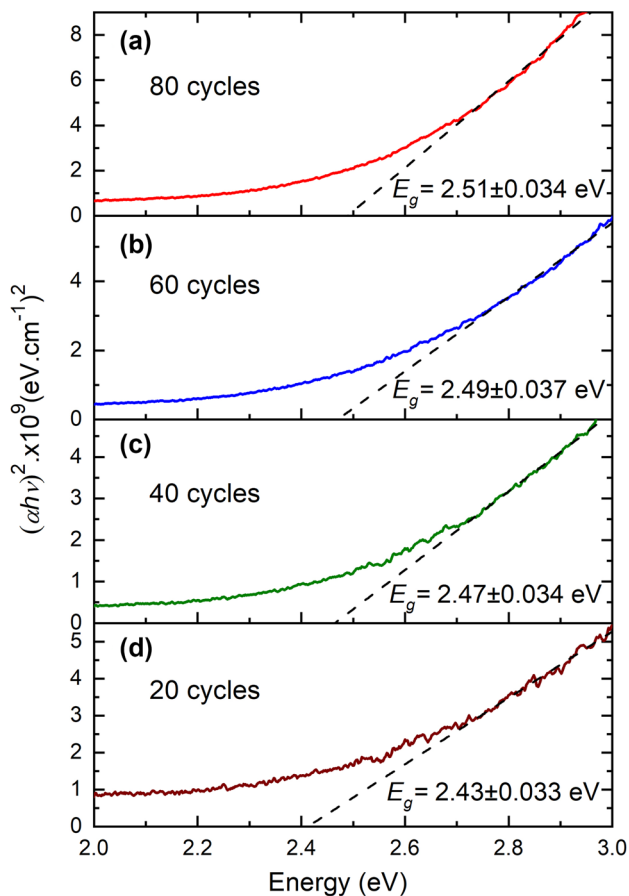 (a)
80 cycles
E_g = 2.51±0.034 eV
8
6
4
2
0
(b)
60 cycles
E_g = 2.49±0.037 eV
4
2
0
(c)
40 cycles
E_g = 2.47±0.034 eV
4
3
2
1
0
(d)
20 cycles
E_g = 2.43±0.033 eV
5
4
3
2
1
0
2.0 2.2 2.4 2.6 2.8 3.0
Energy (eV)
(αhν)².x10⁹(eV.cm⁻¹)²